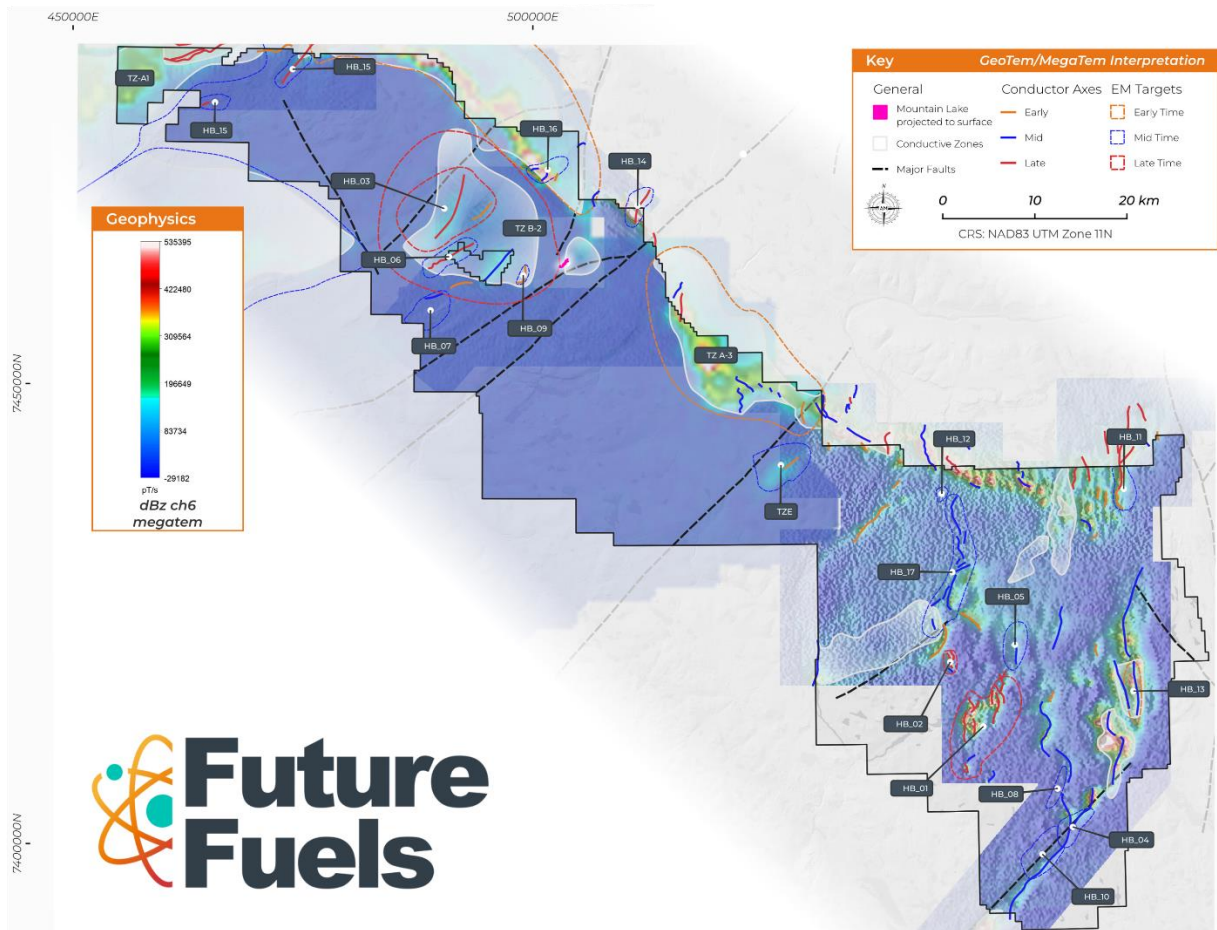 450000E
500000E
TZ-A1
HB_15
HB_15
HB_16
HB_14
HB_03
TZ B-2
HB_06
HB_09
HB_07
TZ A-3
HB_12
HB_11
TZE
HB_17
HB_05
HB_13
HB_02
HB_01
HB_08
HB_04
HB_10
7450000N
7400000N
Key
GeoTem/MegaTem Interpretation
General
Mountain Lake
projected to surface
Conductive Zones
Major Faults
Conductor Axes
Early
Mid
Late
EM Targets
Early Time
Mid Time
Late Time
N
0 10 20 km
CRS: NAD83 UTM Zone 11N
Geophysics
535395
422480
309564
196649
83734
-29182
pT/s
dBz ch6
megatem
Future
Fuels